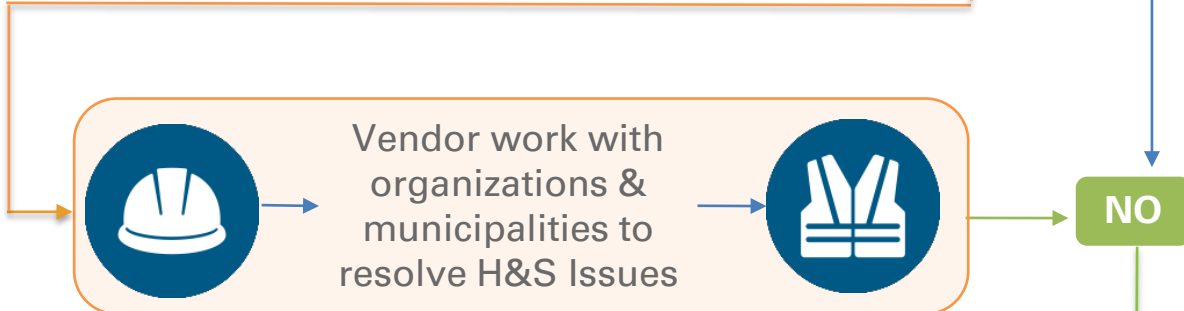 Vendor work with
organizations &
municipalities to
resolve H&S Issues
NO